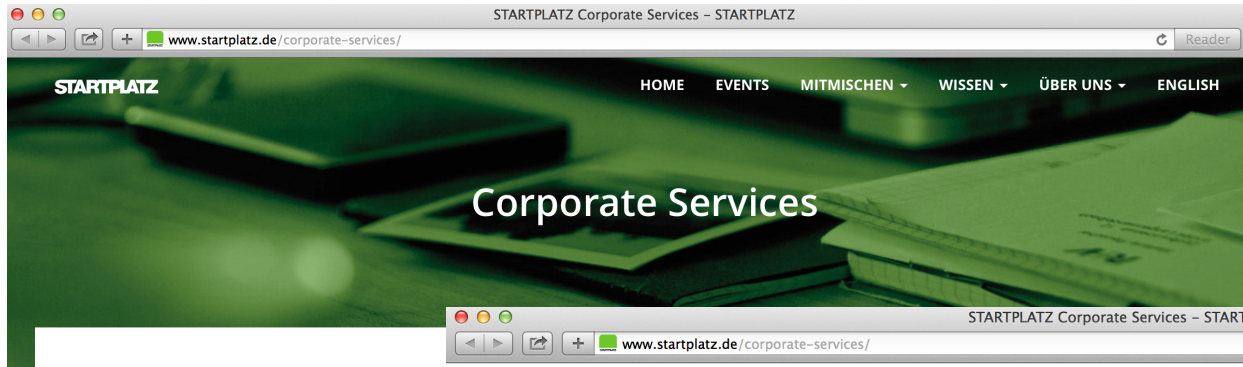 STARTPLATZ Corporate Services – STARTPLATZ
www.startplatz.de/corporate-services/
Reader
STARTPLATZ
HOME EVENTS MITMISCHEN WISSEN ÜBER UNS ENGLISH
Corporate Services
STARTPLATZ Corporate Services – START
www.startplatz.de/corporate-services/